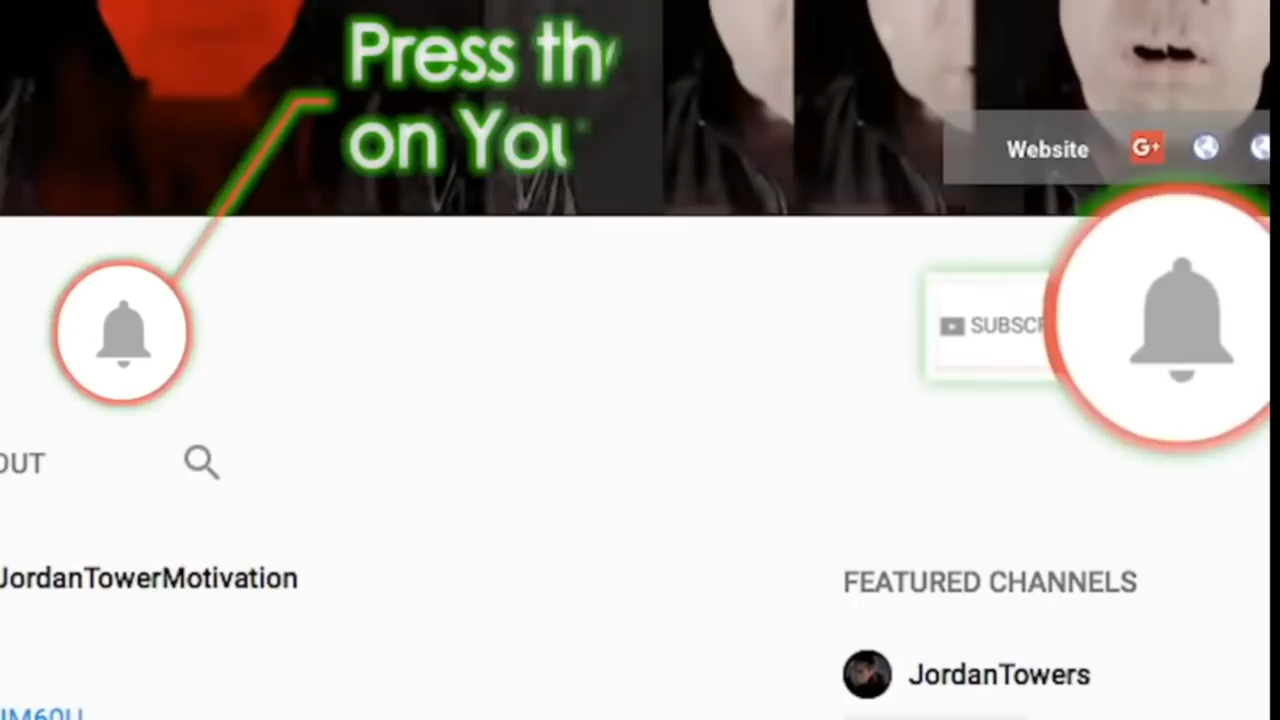 Press th
on You
Website
G+
SUBSCR
OUT
JordanTowerMotivation
FEATURED CHANNELS
JordanTowers